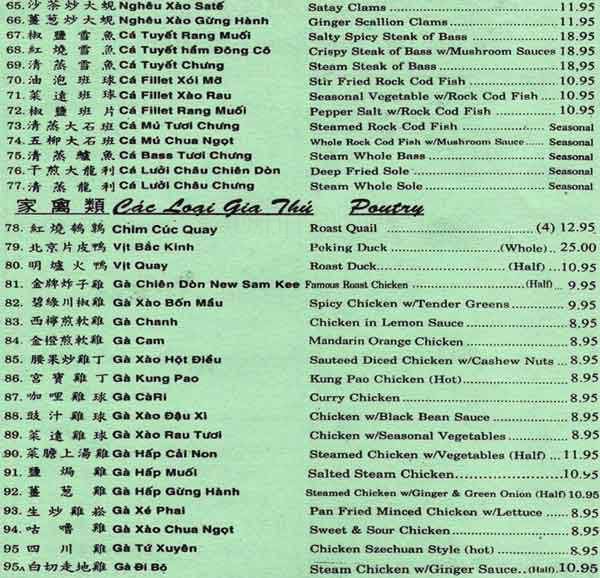 65. 沙茶炒大蜆 Nghêu Xào Satế Satay Clams 11.95
66. 薑葱炒大蜆 Nghêu Xào Gừng Hành Ginger Scallion Clams 11.95
67. 椒鹽雪魚 Cá Tuyết Rang Muối Salty Spicy Steak of Bass 18.95
68. 紅燒雪魚 Cá Tuyết hầm Đông Cô Crispy Steak of Bass w/Mushroom Sauces 18.95
69. 清蒸雪魚 Cá Tuyết Chưng Steam Steak of Bass 18,95
70. 油泡班球 Cá Fillet Xói Mỡ Stir Fried Rock Cod Fish 10.95
71. 菜遠班球 Cá Fillet Xào Rau Seasonal Vegetable w/Rock Cod Fish 10.95
72. 椒鹽班片 Cá Fillet Rang Muối Pepper Salt w/Rock Cod Fish 10.95
73. 清蒸大石班 Cá Mú Tươi Chưng Steamed Rock Cod Fish Seasonal
74. 五柳大石班 Cá Mú Chua Ngọt Whole Rock Cod Fish w/Mushroom Sauce Seasonal
75. 清蒸鱸魚 Cá Bass Tươi Chưng Steam Whole Bass Seasonal
76. 干煎大龍利 Cá Lưỡi Châu Chiên Dòn Deep Fried Sole Seasonal
77. 清蒸龍利 Cá Lưỡi Châu Chưng Steam Whole Sole Seasonal
家禽類 Các Loại Gia Thú Poutry
78. 紅燒鵪鶉 Chim Cúc Quay Roast Quail (4) 12.95
79. 北京片皮鴨 Vịt Bắc Kinh Peking Duck (Whole) 25.00
80. 明爐火鴨 Vịt Quay Roast Duck (Half) 10.95
81. 金牌炸子雞 Gà Chiên Dòn New Sam Kee Famous Roast Chicken (Half) 9.95
82. 碧綠川椒雞 Gà Xào Bốn Mầu Spicy Chicken w/Tender Greens 9.95
83. 西檸煎軟雞 Gà Chanh Chicken in Lemon Sauce 8.95
84. 金橙煎軟雞 Gà Cam Mandarin Orange Chicken 8.95
85. 腰果炒雞丁 Gà Xào Hột Điều Sauteed Diced Chicken w/Cashew Nuts 8.95
86. 宮寶雞丁 Gà Kung Pao Kung Pao Chicken (Hot) 8.95
87. 咖喱雞球 Gà CàRi Curry Chicken 8.95
88. 豉汁雞球 Gà Xào Đậu Xì Chicken w/Black Bean Sauce 8.95
89. 菜遠雞球 Gà Xào Rau Tươi Chicken w/Seasonal Vegetables 8.95
90. 菜膽上湯雞 Gà Hấp Cải Non Steamed Chicken w/Vegetables (Half) 11.95
91. 鹽焗雞 Gà Hấp Muối Salted Steam Chicken 10.95
92. 薑葱雞 Gà Hấp Gừng Hành Steamed Chicken w/Ginger & Green Onion (Half) 10.95
93. 生炒雞崧 Gà Xé Phai Pan Fried Minced Chicken w/Lettuce 8.95
94. 咕嚕雞 Gà Xào Chua Ngọt Sweet & Sour Chicken 8.95
95 四川雞 Gà Tứ Xuyên Chicken Szechuan Style (hot) 8.95
95A 白切走地雞 Gà Đi Bộ Steam Chicken w/Ginger Sauce (Half) 10.95